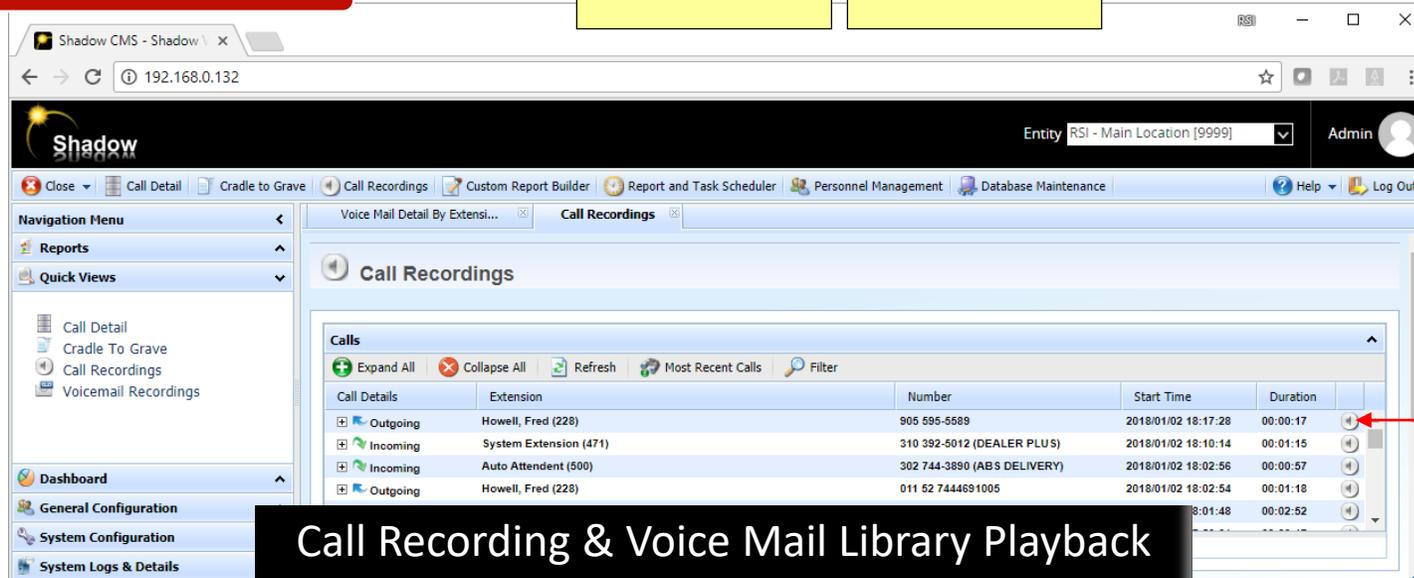 RSI
Shadow CMS - Shadow
192.168.0.132
Shadow
Entity RSI - Main Location [9999] Admin
Close Call Detail Cradle to Grave Call Recordings Custom Report Builder Report and Task Scheduler Personnel Management Database Maintenance Help Log Out
Navigation Menu
Voice Mail Detail By Extensi... Call Recordings
Reports
Quick Views
Call Recordings
Call Detail
Cradle To Grave
Call Recordings
Voicemail Recordings
Calls
Expand All Collapse All Refresh Most Recent Calls Filter
Call Details Extension Number Start Time Duration
Outgoing Howell, Fred (228) 905 595-5589 2018/01/02 18:17:28 00:00:17
Incoming System Extension (471) 310 392-5012 (DEALER PLUS) 2018/01/02 18:10:14 00:01:15
Incoming Auto Attendent (500) 302 744-3890 (ABS DELIVERY) 2018/01/02 18:02:56 00:00:57
Outgoing Howell, Fred (228) 011 52 7444691005 2018/01/02 18:02:54 00:01:18
8:01:48 00:02:52
Dashboard
General Configuration
System Configuration
System Logs & Details
Call Recording & Voice Mail Library Playback